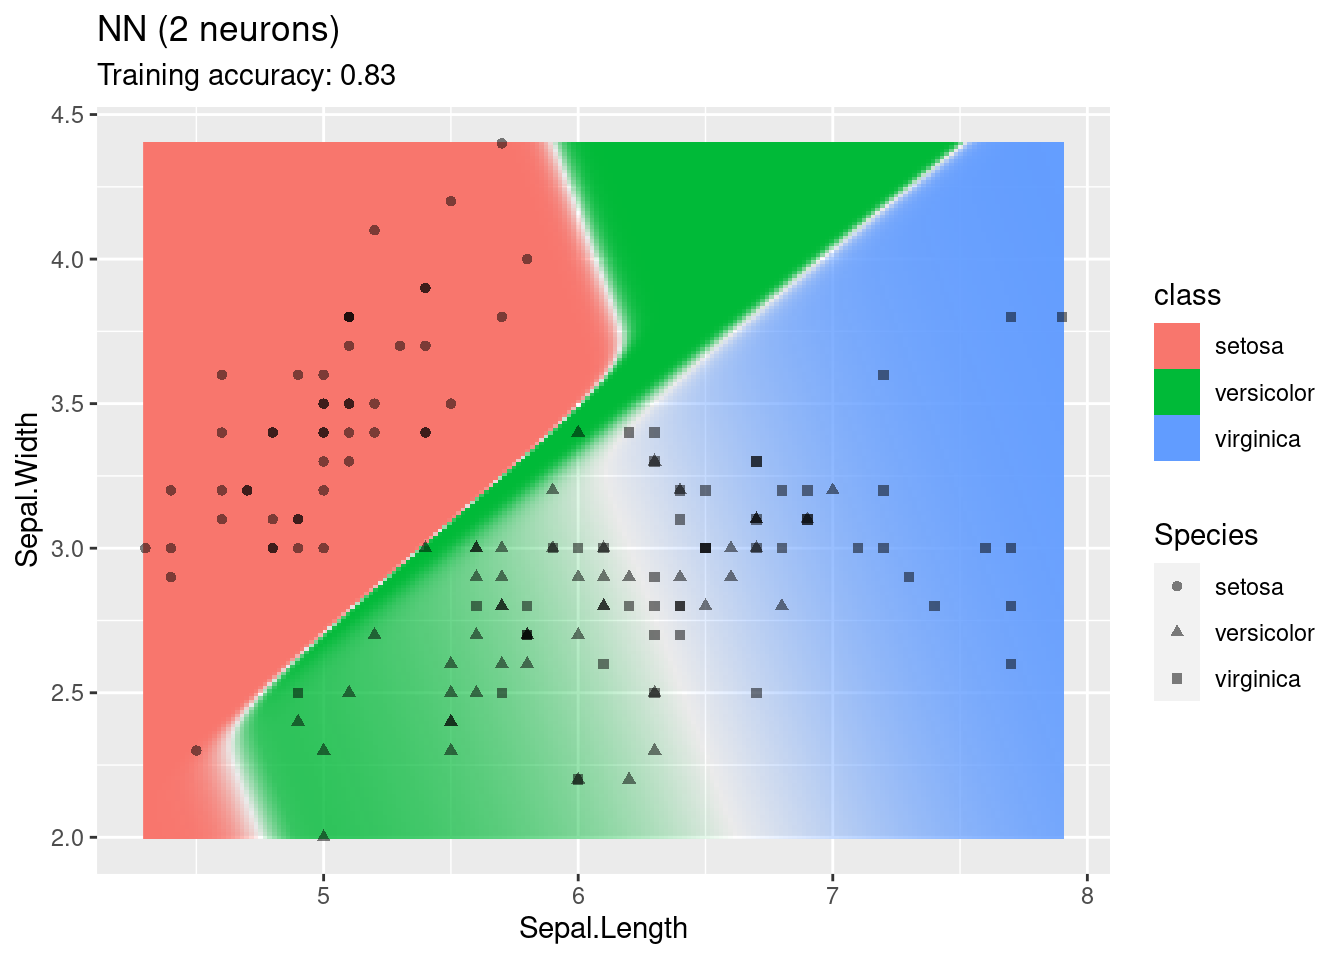 NN (2 neurons)
Training accuracy: 0.83
4.5
4.0
3.5
3.0
2.5
2.0
Sepal.Width
5 6 7 8
Sepal.Length
class
setosa
versicolor
virginica
Species
setosa
versicolor
virginica